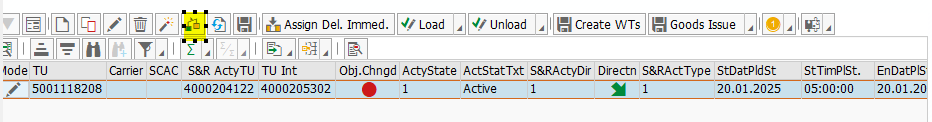 Assign Del. Immed. Load Unload Create WTs Goods Issue 1
Mode TU Carrier SCAC S&R ActyTU TU Int Obj.Chngd ActyState ActStatTxt S&RActyDir Directn S&RActType StDatPldSt StTimPlSt. EnDatPlSt
5001118208 4000204122 4000205302 1 Active 1 1 20.01.2025 05:00:00 20.01.20